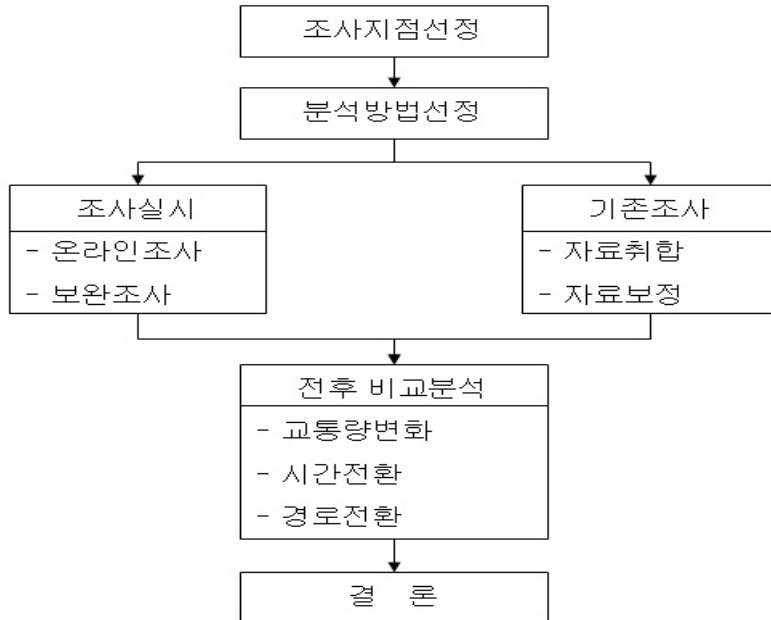 조사지점선정
분석방법선정
조사실시
- 온라인조사
- 보완조사
기존조사
- 자료취합
- 자료보정
전후 비교분석
- 교통량변화
- 시간전환
- 경로전환
결 론